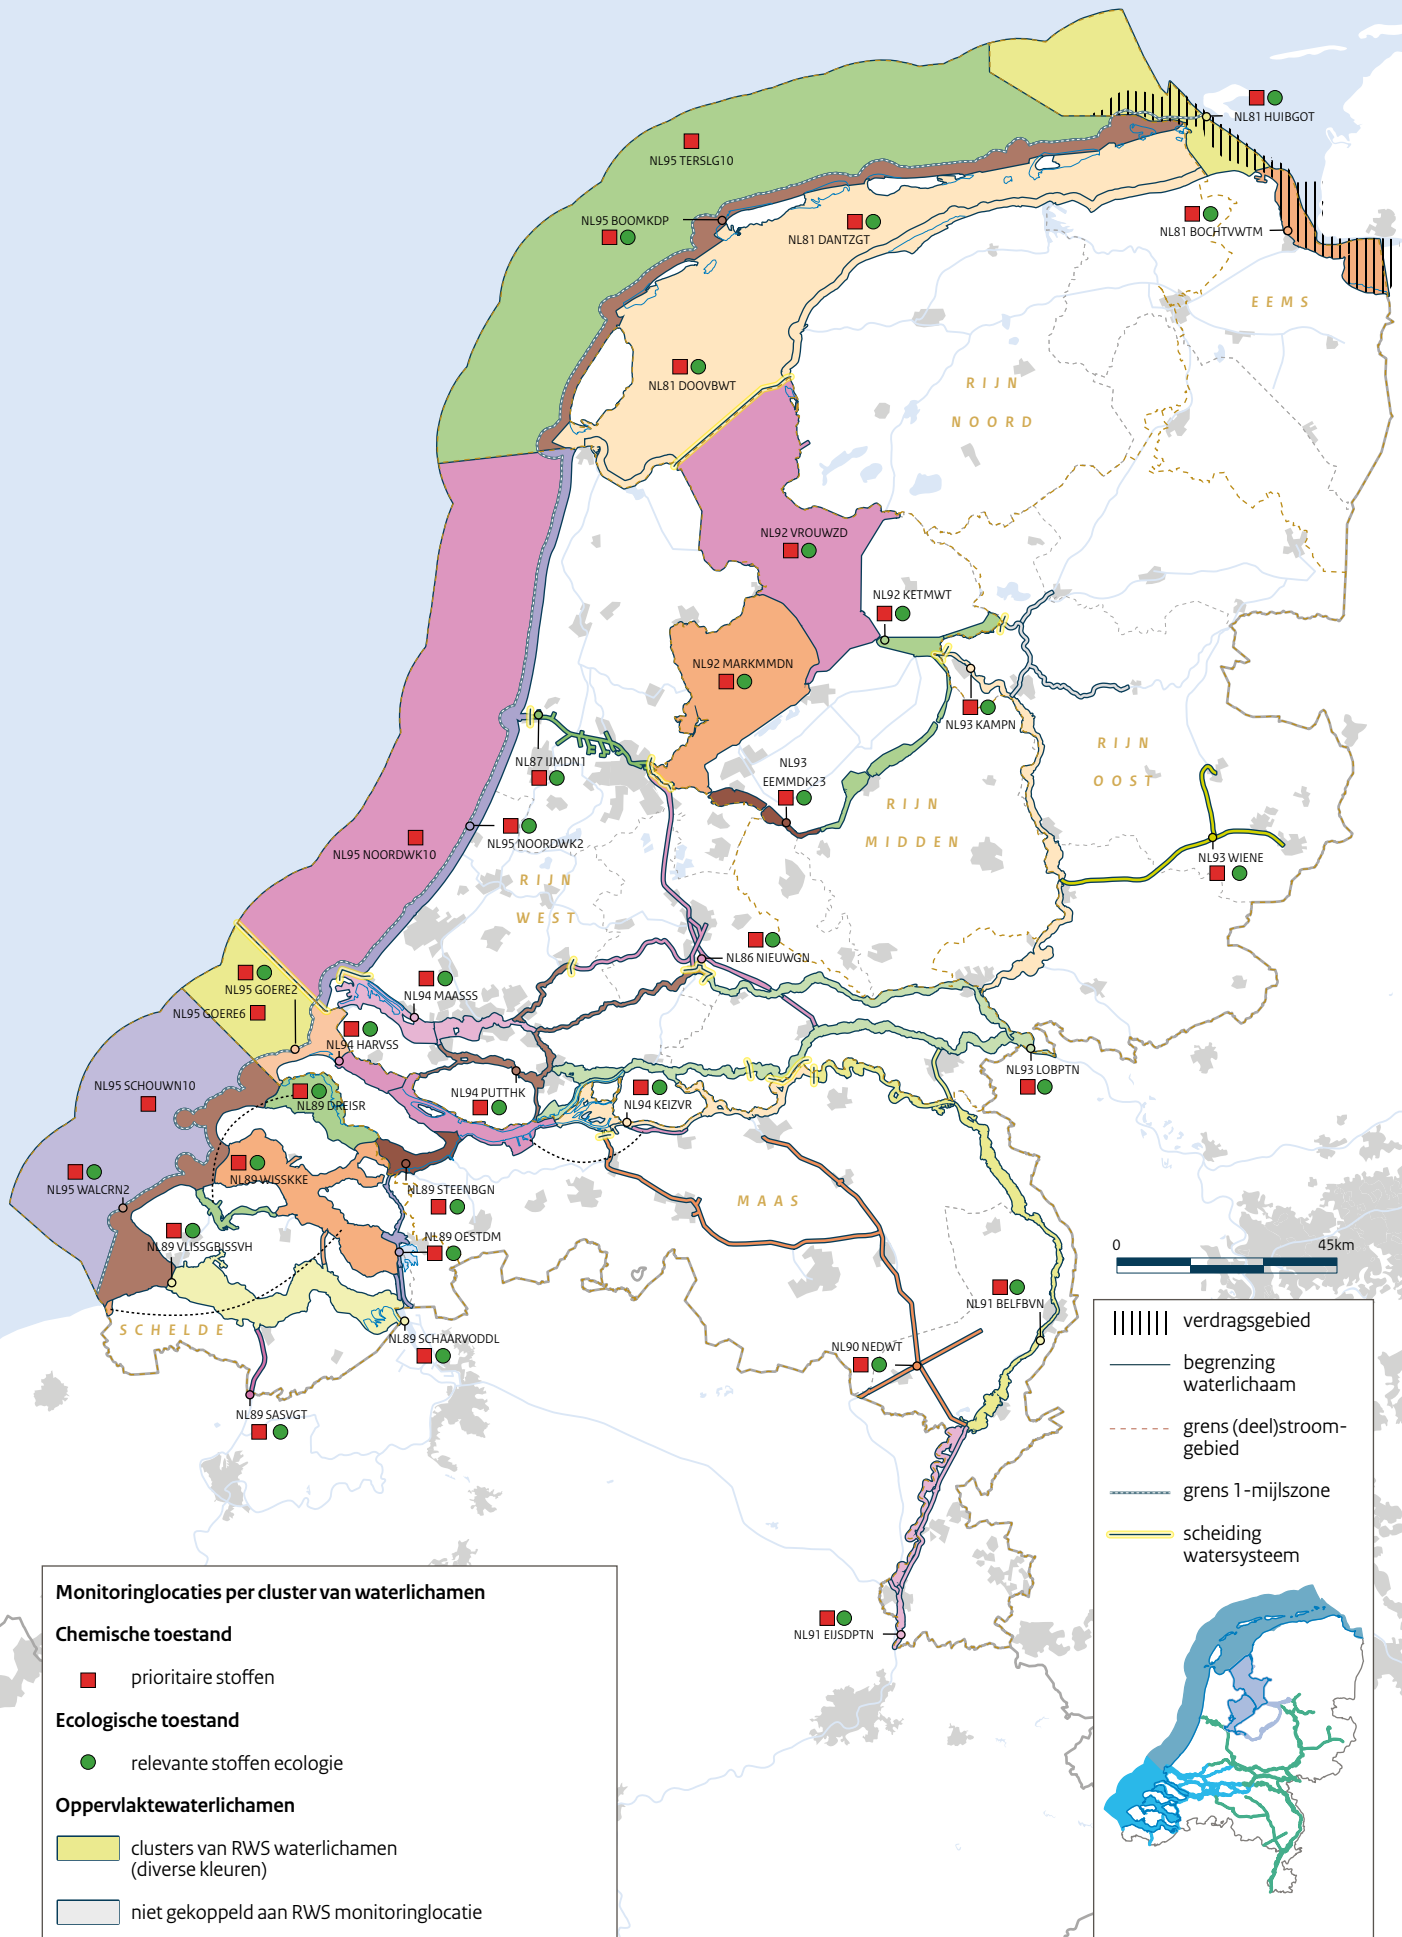 NL81 HUIBGOT
NL95 TERSLG10
NL95 BOOMKDP
NL81 DANTZGT
NL81 BOCHTVWTM
EEMS
NL81 DOOVBWT
RIJN
NOORD
NL92 VROUWZD
NL92 KETMWT
NL92 MARKMMDN
NL93 KAMPN
RIJN
OOST
NL87 IJMDN1
NL93
EEMMDK23
RIJN
MIDDEN
NL95 NOORDWK2
NL95 NOORDWK10
NL93 WIENE
RIJN
WEST
NL86 NIEUWGN
NL95 GOERE2
NL94 MAASSS
NL95 GOERE6
NL94 HARVSS
NL93 LOBPTN
NL95 SCHOUWN10
NL94 PUTTHK
NL89 DREISR
NL94 KEIZVR
NL95 WALCRN2
NL89 WISSKKE
NL89 STEENBGN
MAAS
NL89 OESTDM
NL89 VLISSGBISSVH
0
45km
NL91 BELFBVN
SCHELDE
NL89 SCHAARVODDL
NL90 NEDWT
NL89 SASVGT
NL91 EIJSDPTN
verdragsgebied
begrenzing
waterlichaam
grens (deel)stroom-
gebied
grens 1-mijlszone
scheiding
watersysteem
Monitoringlocaties per cluster van waterlichamen
Chemische toestand
prioritaire stoffen
Ecologische toestand
relevante stoffen ecologie
Oppervlaktewaterlichamen
clusters van RWS waterlichamen
(diverse kleuren)
niet gekoppeld aan RWS monitoringlocatie